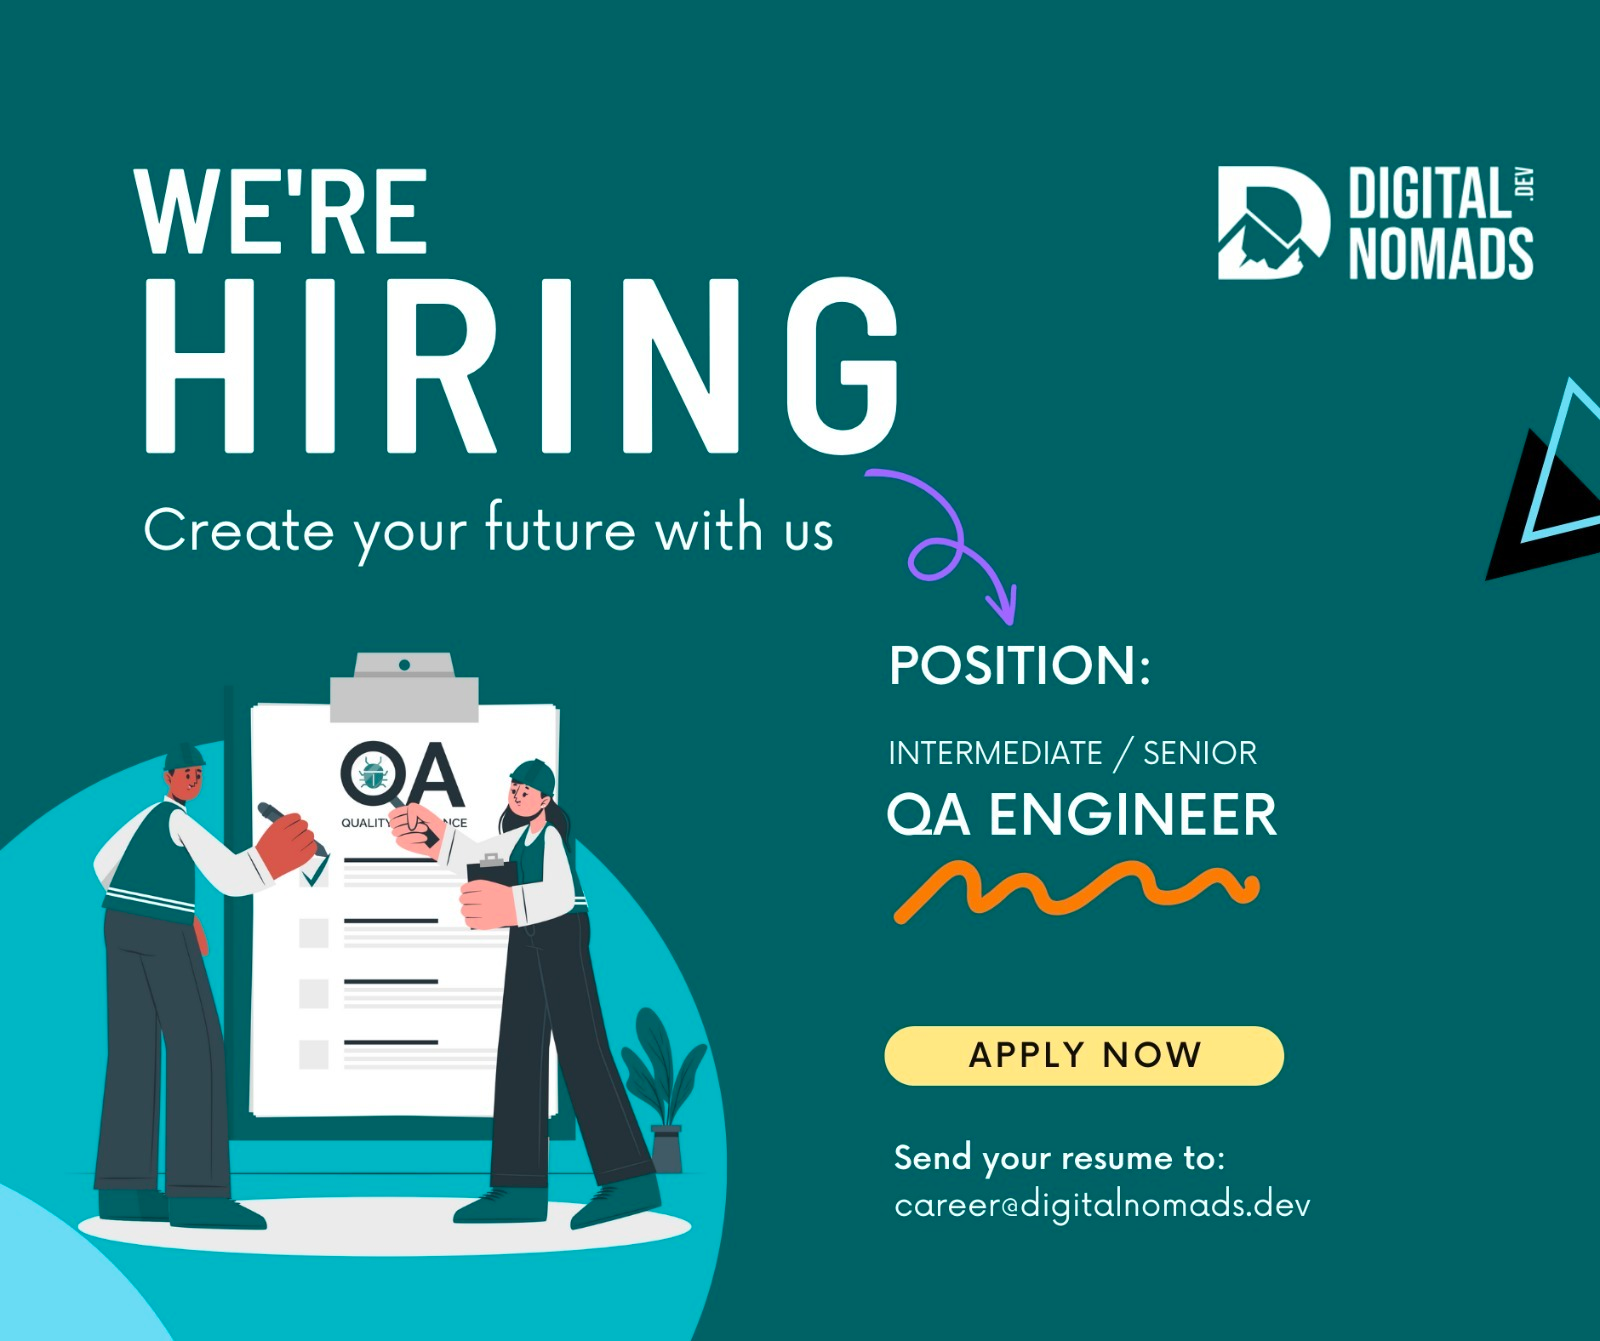 WE'RE
HIRING
Create your future with us
DIGITAL .DEV
NOMADS
POSITION:
INTERMEDIATE / SENIOR
QA ENGINEER
APPLY NOW
Send your resume to:
career@digitalnomads.dev
QA
QUALITY